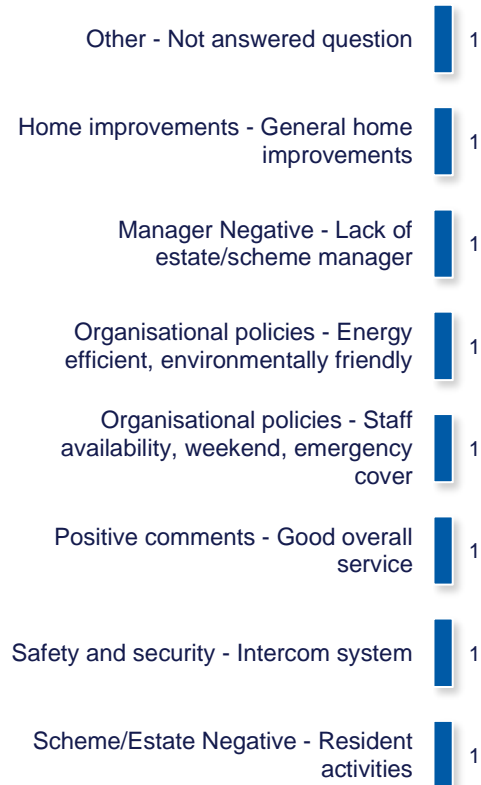 Other - Not answered question 1
Home improvements - General home
improvements 1
Manager Negative - Lack of
estate/scheme manager 1
Organisational policies - Energy
efficient, environmentally friendly 1
Organisational policies - Staff
availability, weekend, emergency
cover 1
Positive comments - Good overall
service 1
Safety and security - Intercom system 1
Scheme/Estate Negative - Resident
activities 1